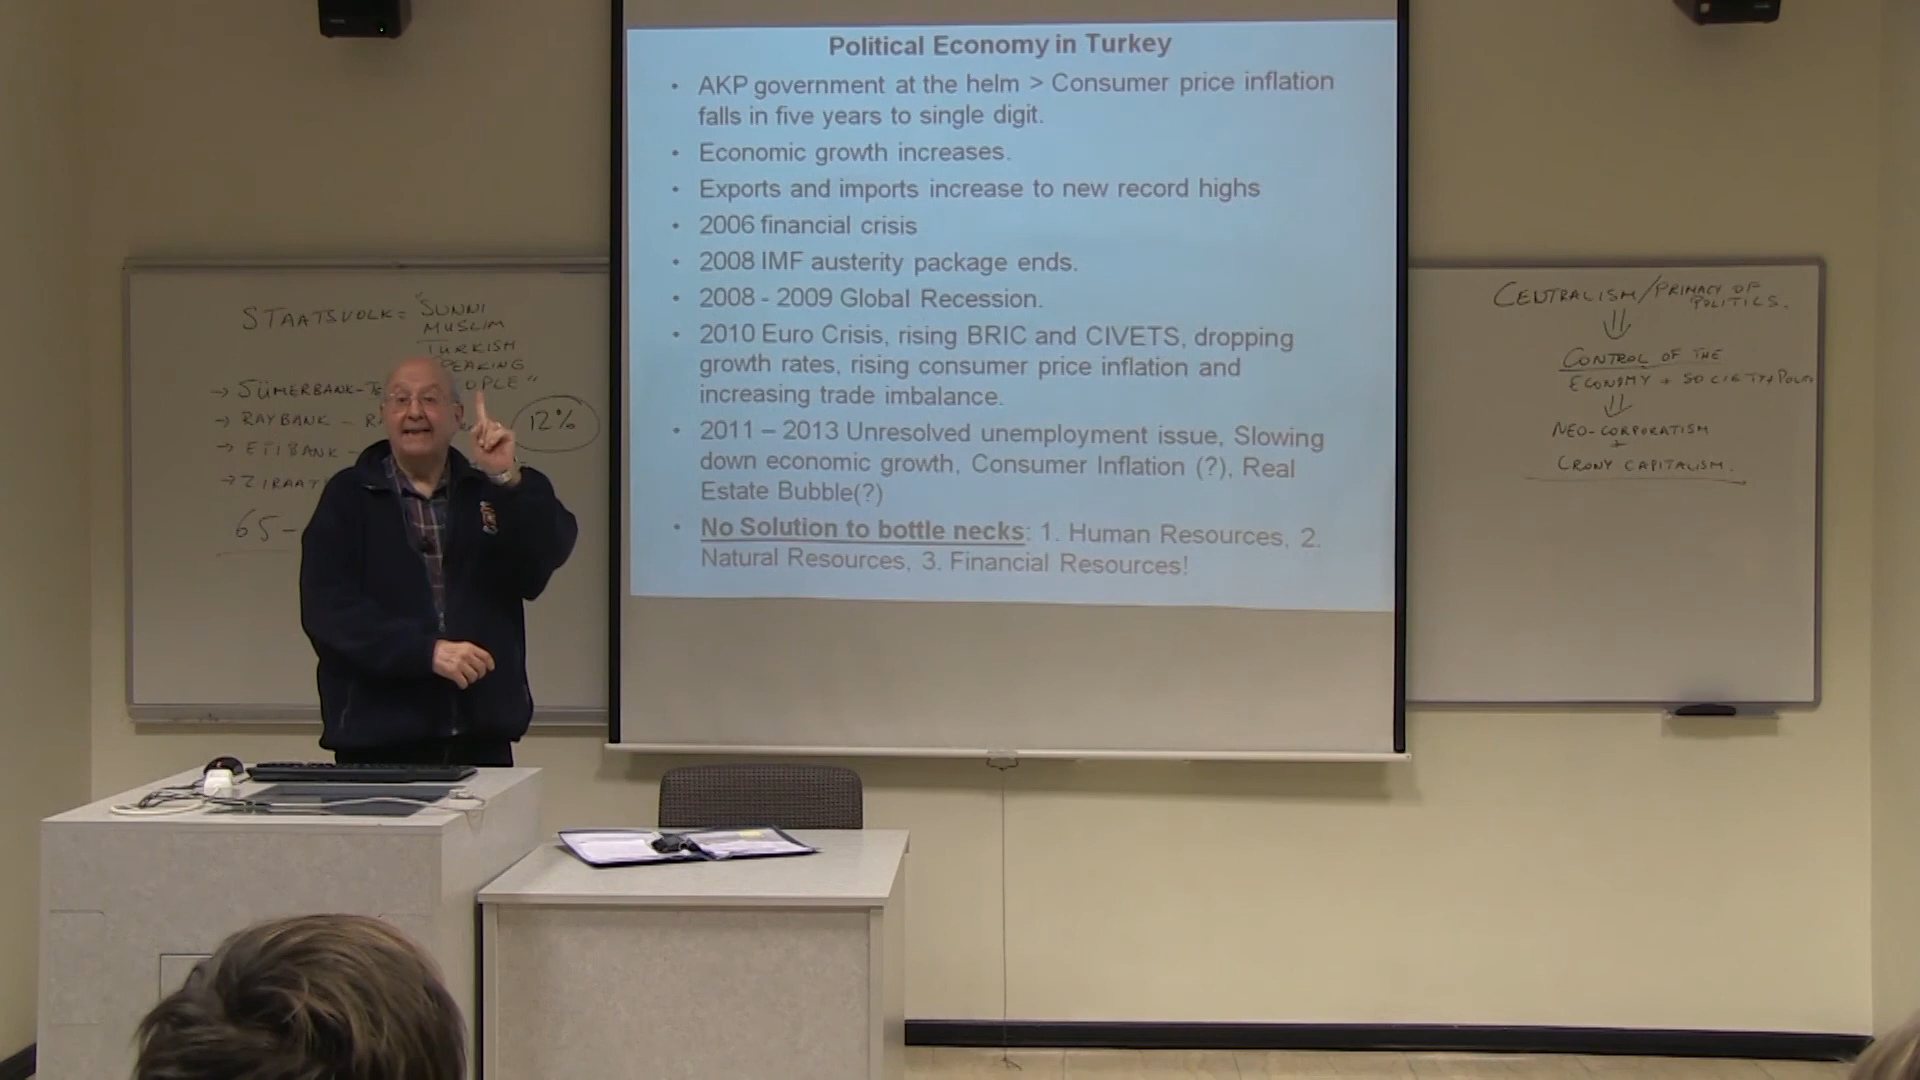 Political Economy in Turkey
• AKP government at the helm > Consumer price inflation
falls in five years to single digit.
• Economic growth increases.
• Exports and imports increase to new record highs
• 2006 financial crisis
• 2008 IMF austerity package ends.
• 2008 - 2009 Global Recession.
• 2010 Euro Crisis, rising BRIC and CIVETS, dropping
growth rates, rising consumer price inflation and
increasing trade imbalance.
• 2011 – 2013 Unresolved unemployment issue, Slowing
down economic growth, Consumer Inflation (?), Real
Estate Bubble(?)
• No Solution to bottle necks: 1. Human Resources, 2.
Natural Resources, 3. Financial Resources!
STAATSVOLK = "SUNNI
MUSLIM
TURKISH
→ SÜMERBANK-
→ RAYBANK -
12%
→ ETIBANK -
→ ZIRAAT
65-
CENTRALISM/PRIMACY OF
POLITICS.
⇓
CONTROL OF THE
ECONOMY + SOCIETY+
⇓
NEO-CORPORATISM
+
CRONY CAPITALISM.